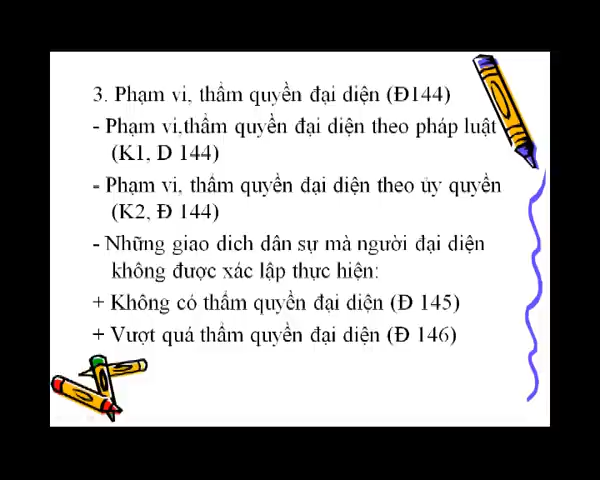 3. Phạm vi, thẩm quyền đại diện (Đ144)
- Phạm vi,thẩm quyền đại diện theo pháp luật
(K1, D 144)
- Phạm vi, thẩm quyền đại diện theo ủy quyền
(K2, Đ 144)
- Những giao dich dân sự mà người đại diện
không được xác lập thực hiện:
+ Không có thẩm quyền đại diện (Đ 145)
+ Vượt quá thẩm quyền đại diện (Đ 146)